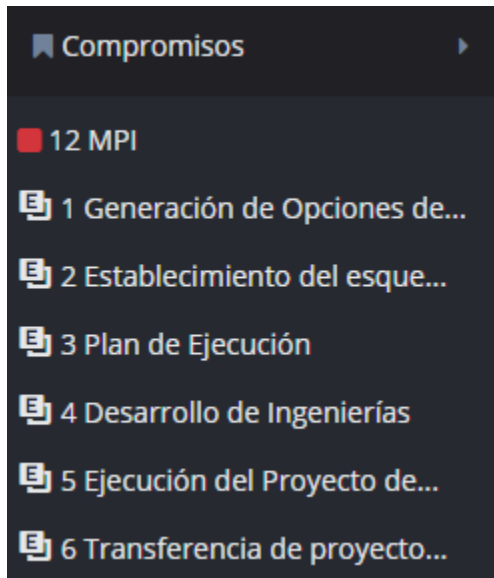 Compromisos
12 MPI
E 1 Generación de Opciones de...
E 2 Establecimiento del esque...
E 3 Plan de Ejecución
E 4 Desarrollo de Ingenierías
E 5 Ejecución del Proyecto de...
E 6 Transferencia de proyecto...